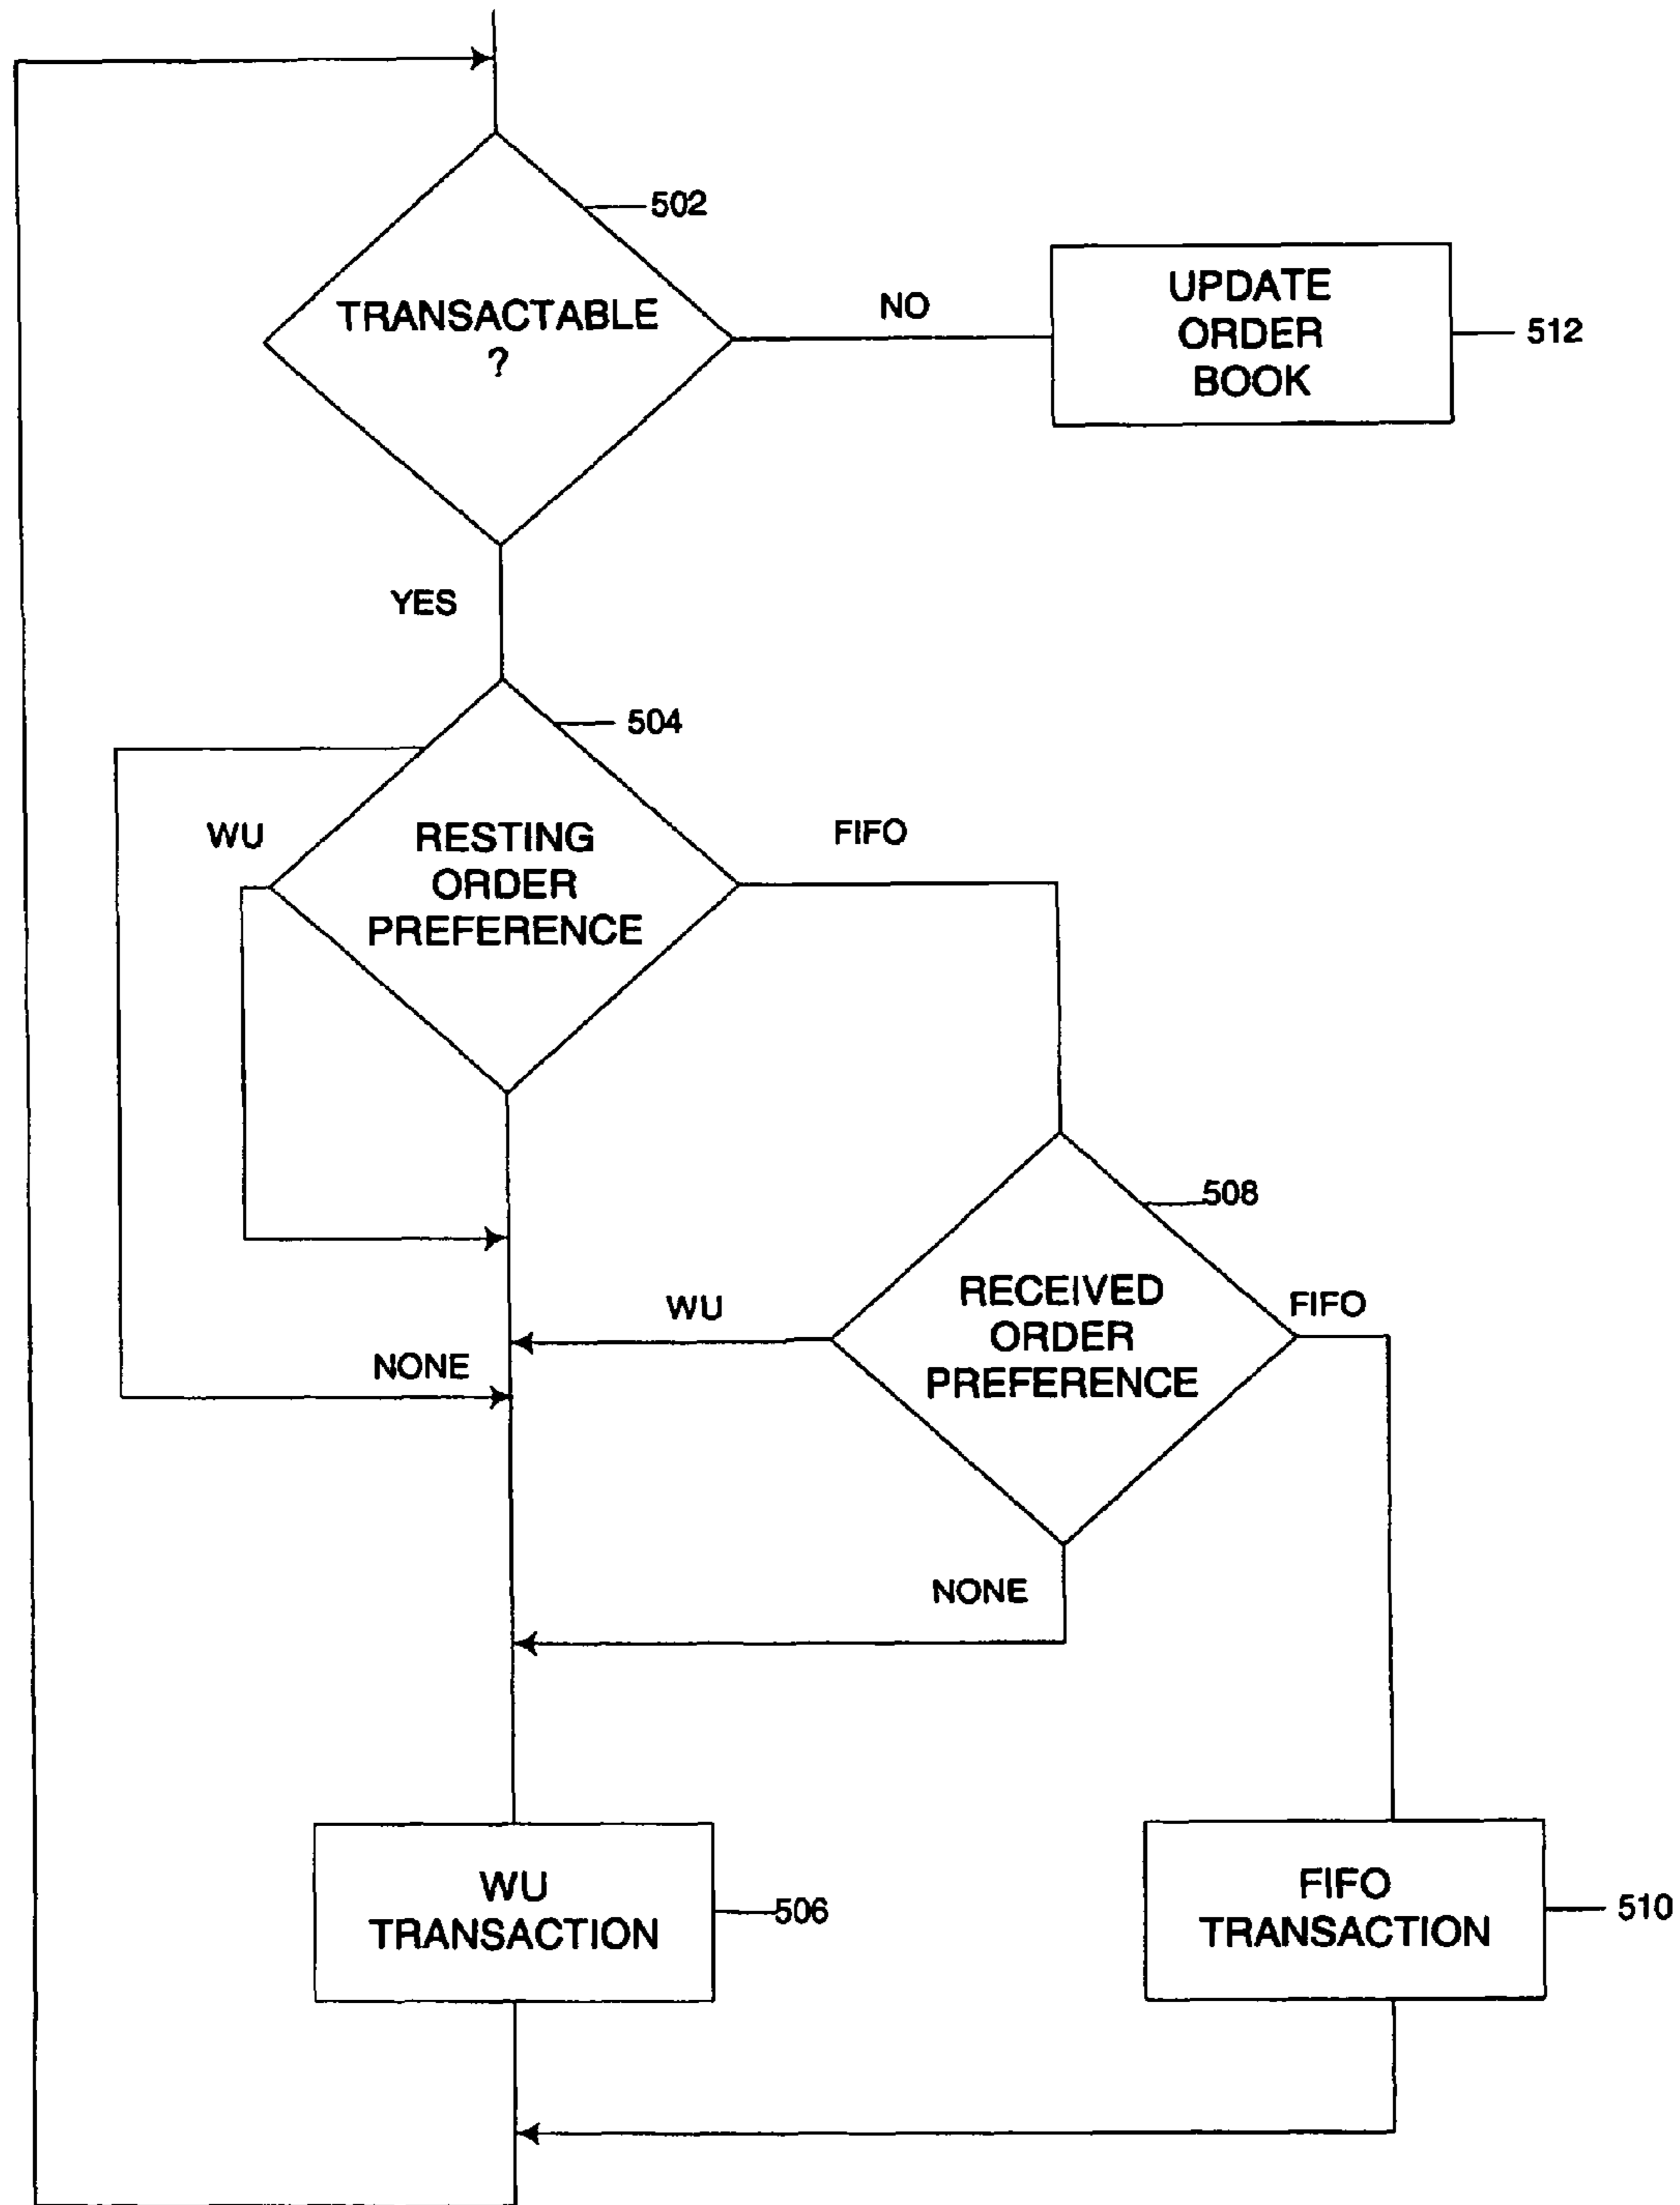 502
TRANSACTABLE
?
NO
UPDATE
ORDER
BOOK
512
YES
504
WU
RESTING
ORDER
PREFERENCE
FIFO
508
WU
RECEIVED
ORDER
PREFERENCE
FIFO
NONE
NONE
WU
TRANSACTION
506
FIFO
TRANSACTION
510